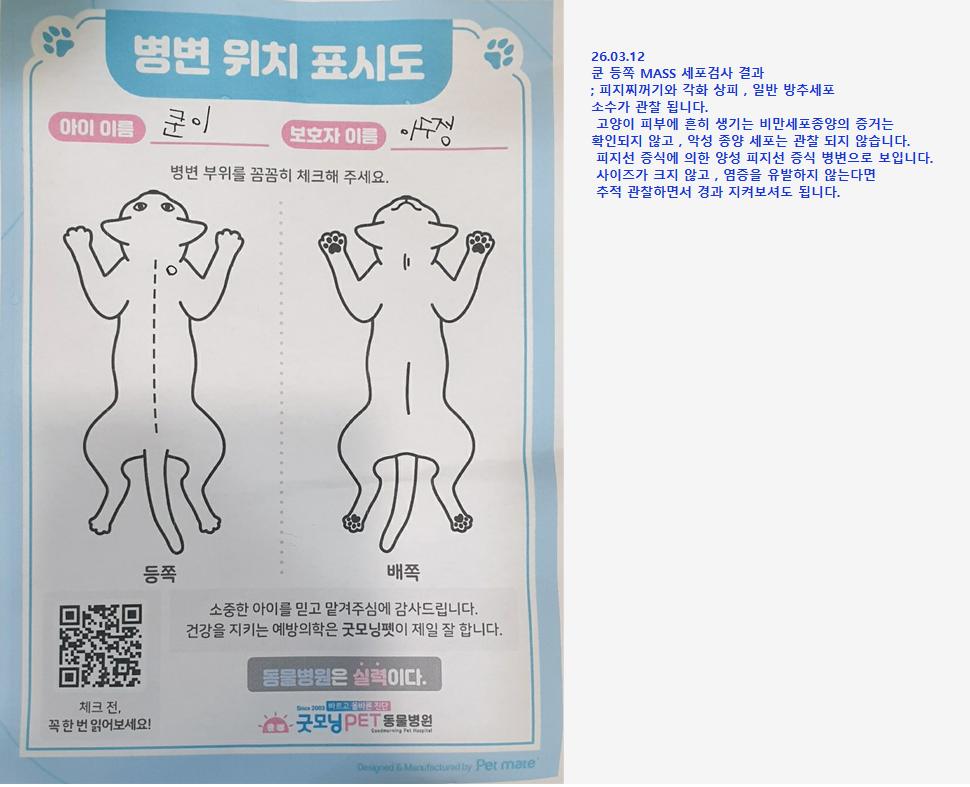 병변 위치 표시도
아이 이름 쿤이
보호자 이름
병변 부위를 꼼꼼히 체크해 주세요.
등쪽
배쪽
소중한 아이를 믿고 맡겨주심에 감사드립니다.
건강을 지키는 예방의학은 굿모닝펫이 제일 잘 합니다.
동물병원은 실력이다.
체크 전,
꼭 한 번 읽어보세요!
Since 2003 바르고 올바른 진단
굿모닝PET동물병원
Goodmorning Pet Hospital
Designed & Manufactured by Pet mate
26.03.12
쿤 등쪽 MASS 세포검사 결과
; 피지찌꺼기와 각화 상피 , 일반 방추세포
소수가 관찰 됩니다.
고양이 피부에 흔히 생기는 비만세포종양의 증거는
확인되지 않고 , 악성 종양 세포는 관찰 되지 않습니다.
피지선 증식에 의한 양성 피지선 증식 병변으로 보입니다.
사이즈가 크지 않고 , 염증을 유발하지 않는다면
추적 관찰하면서 경과 지켜보셔도 됩니다.